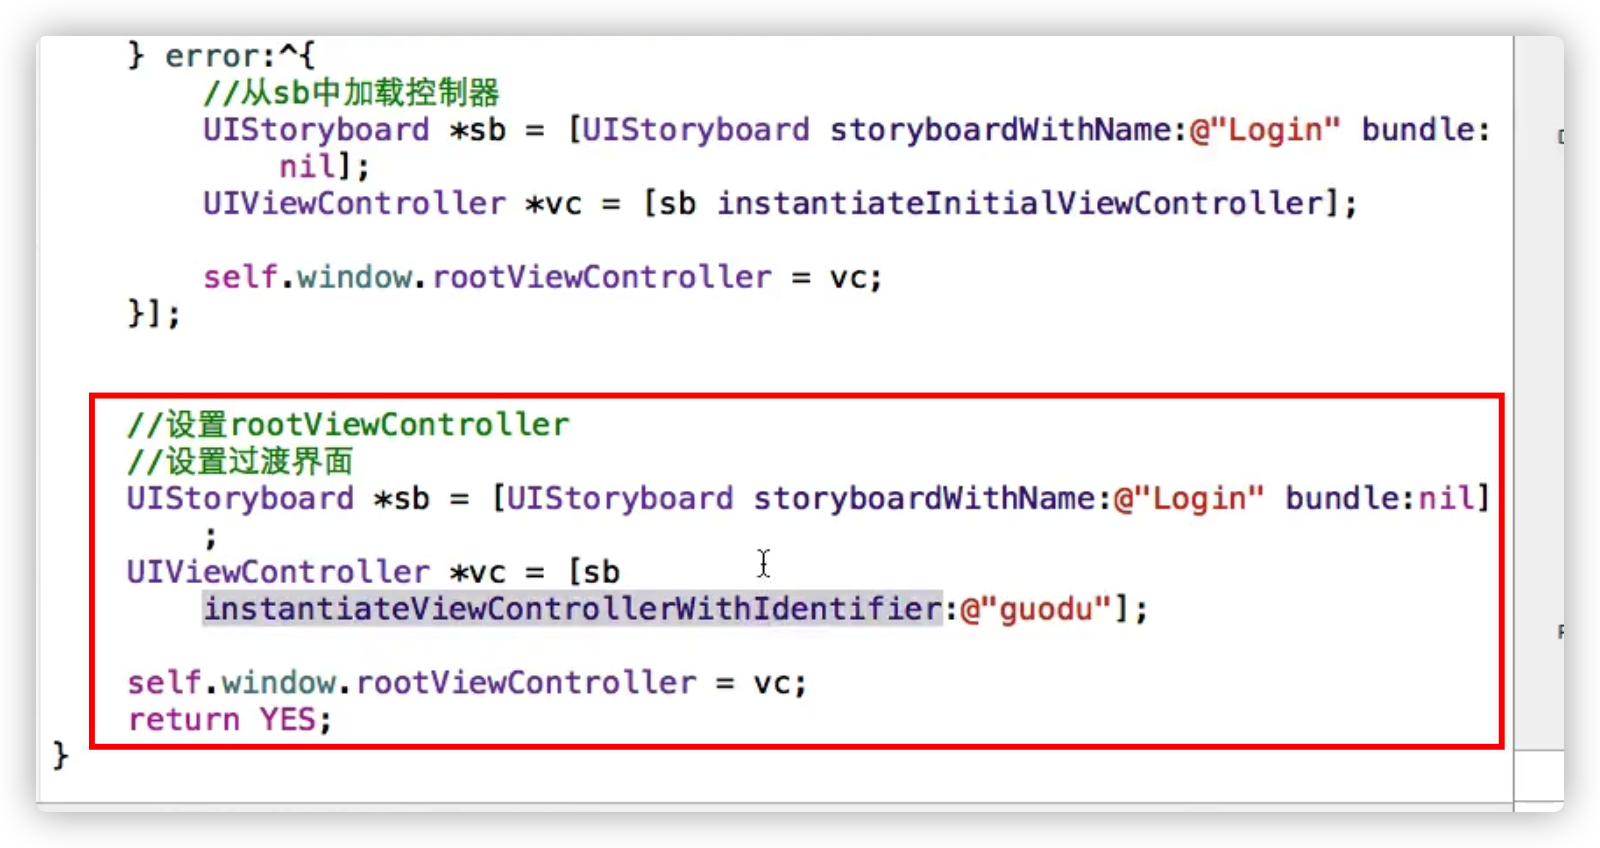 } error:^{
//从sb中加载控制器
UIStoryboard *sb = [UIStoryboard storyboardWithName:@"Login" bundle:
nil];
UIViewController *vc = [sb instantiateInitialViewController];
self.window.rootViewController = vc;
}];
//设置rootViewController
//设置过渡界面
UIStoryboard *sb = [UIStoryboard storyboardWithName:@"Login" bundle:nil]
;
UIViewController *vc = [sb
instantiateViewControllerWithIdentifier:@"guodu"];
self.window.rootViewController = vc;
return YES;
}